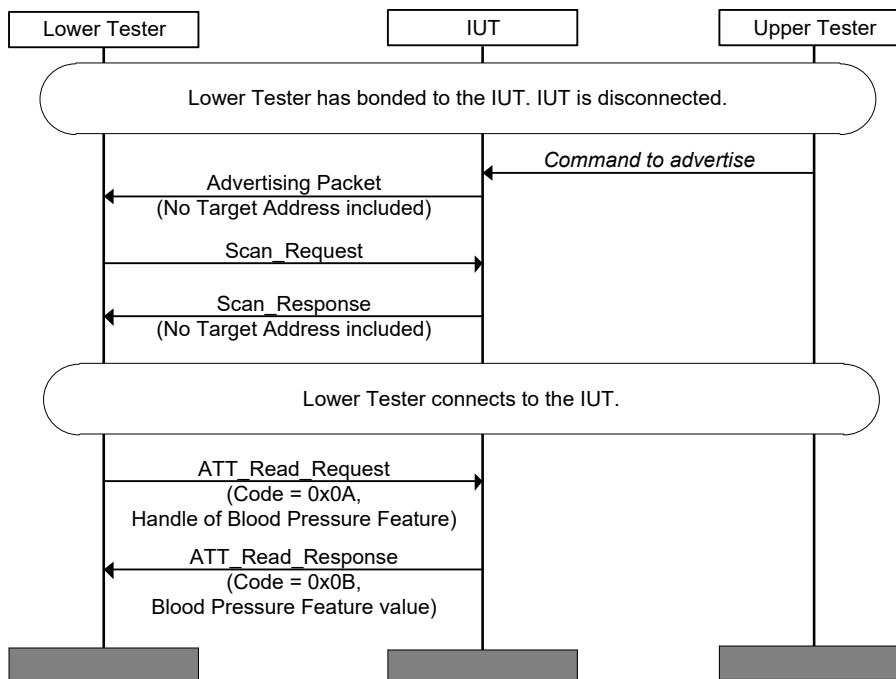 Lower Tester
IUT
Upper Tester
Lower Tester has bonded to the IUT. IUT is disconnected.
Command to advertise
Advertising Packet
(No Target Address included)
Scan_Request
Scan_Response
(No Target Address included)
Lower Tester connects to the IUT.
ATT_Read_Request
(Code = 0x0A,
Handle of Blood Pressure Feature)
ATT_Read_Response
(Code = 0x0B,
Blood Pressure Feature value)